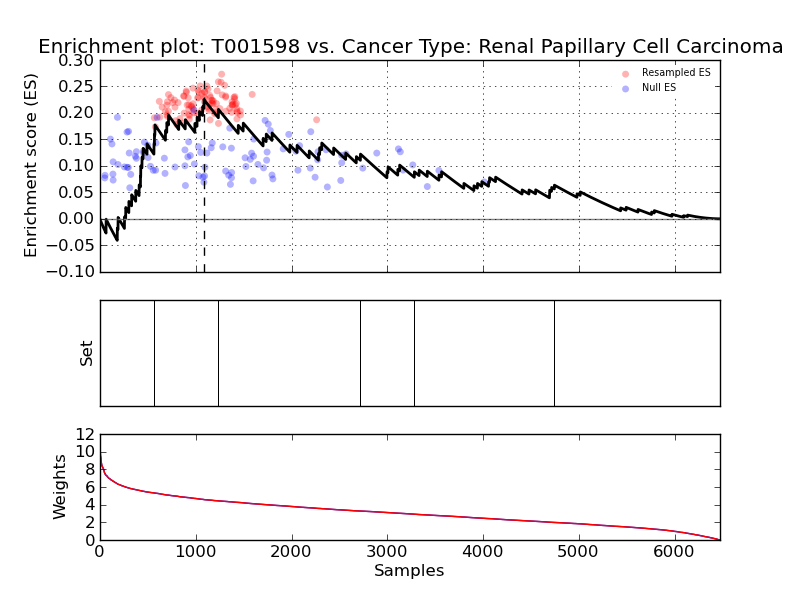 Enrichment plot: T001598 vs. Cancer Type: Renal Papillary Cell Carcinoma
Enrichment score (ES)
0.30
0.25
0.20
0.15
0.10
0.05
0.00
−0.05
−0.10
Resampled ES
Null ES
Set
Weights
12
10
8
6
4
2
0
0 1000 2000 3000 4000 5000 6000
Samples